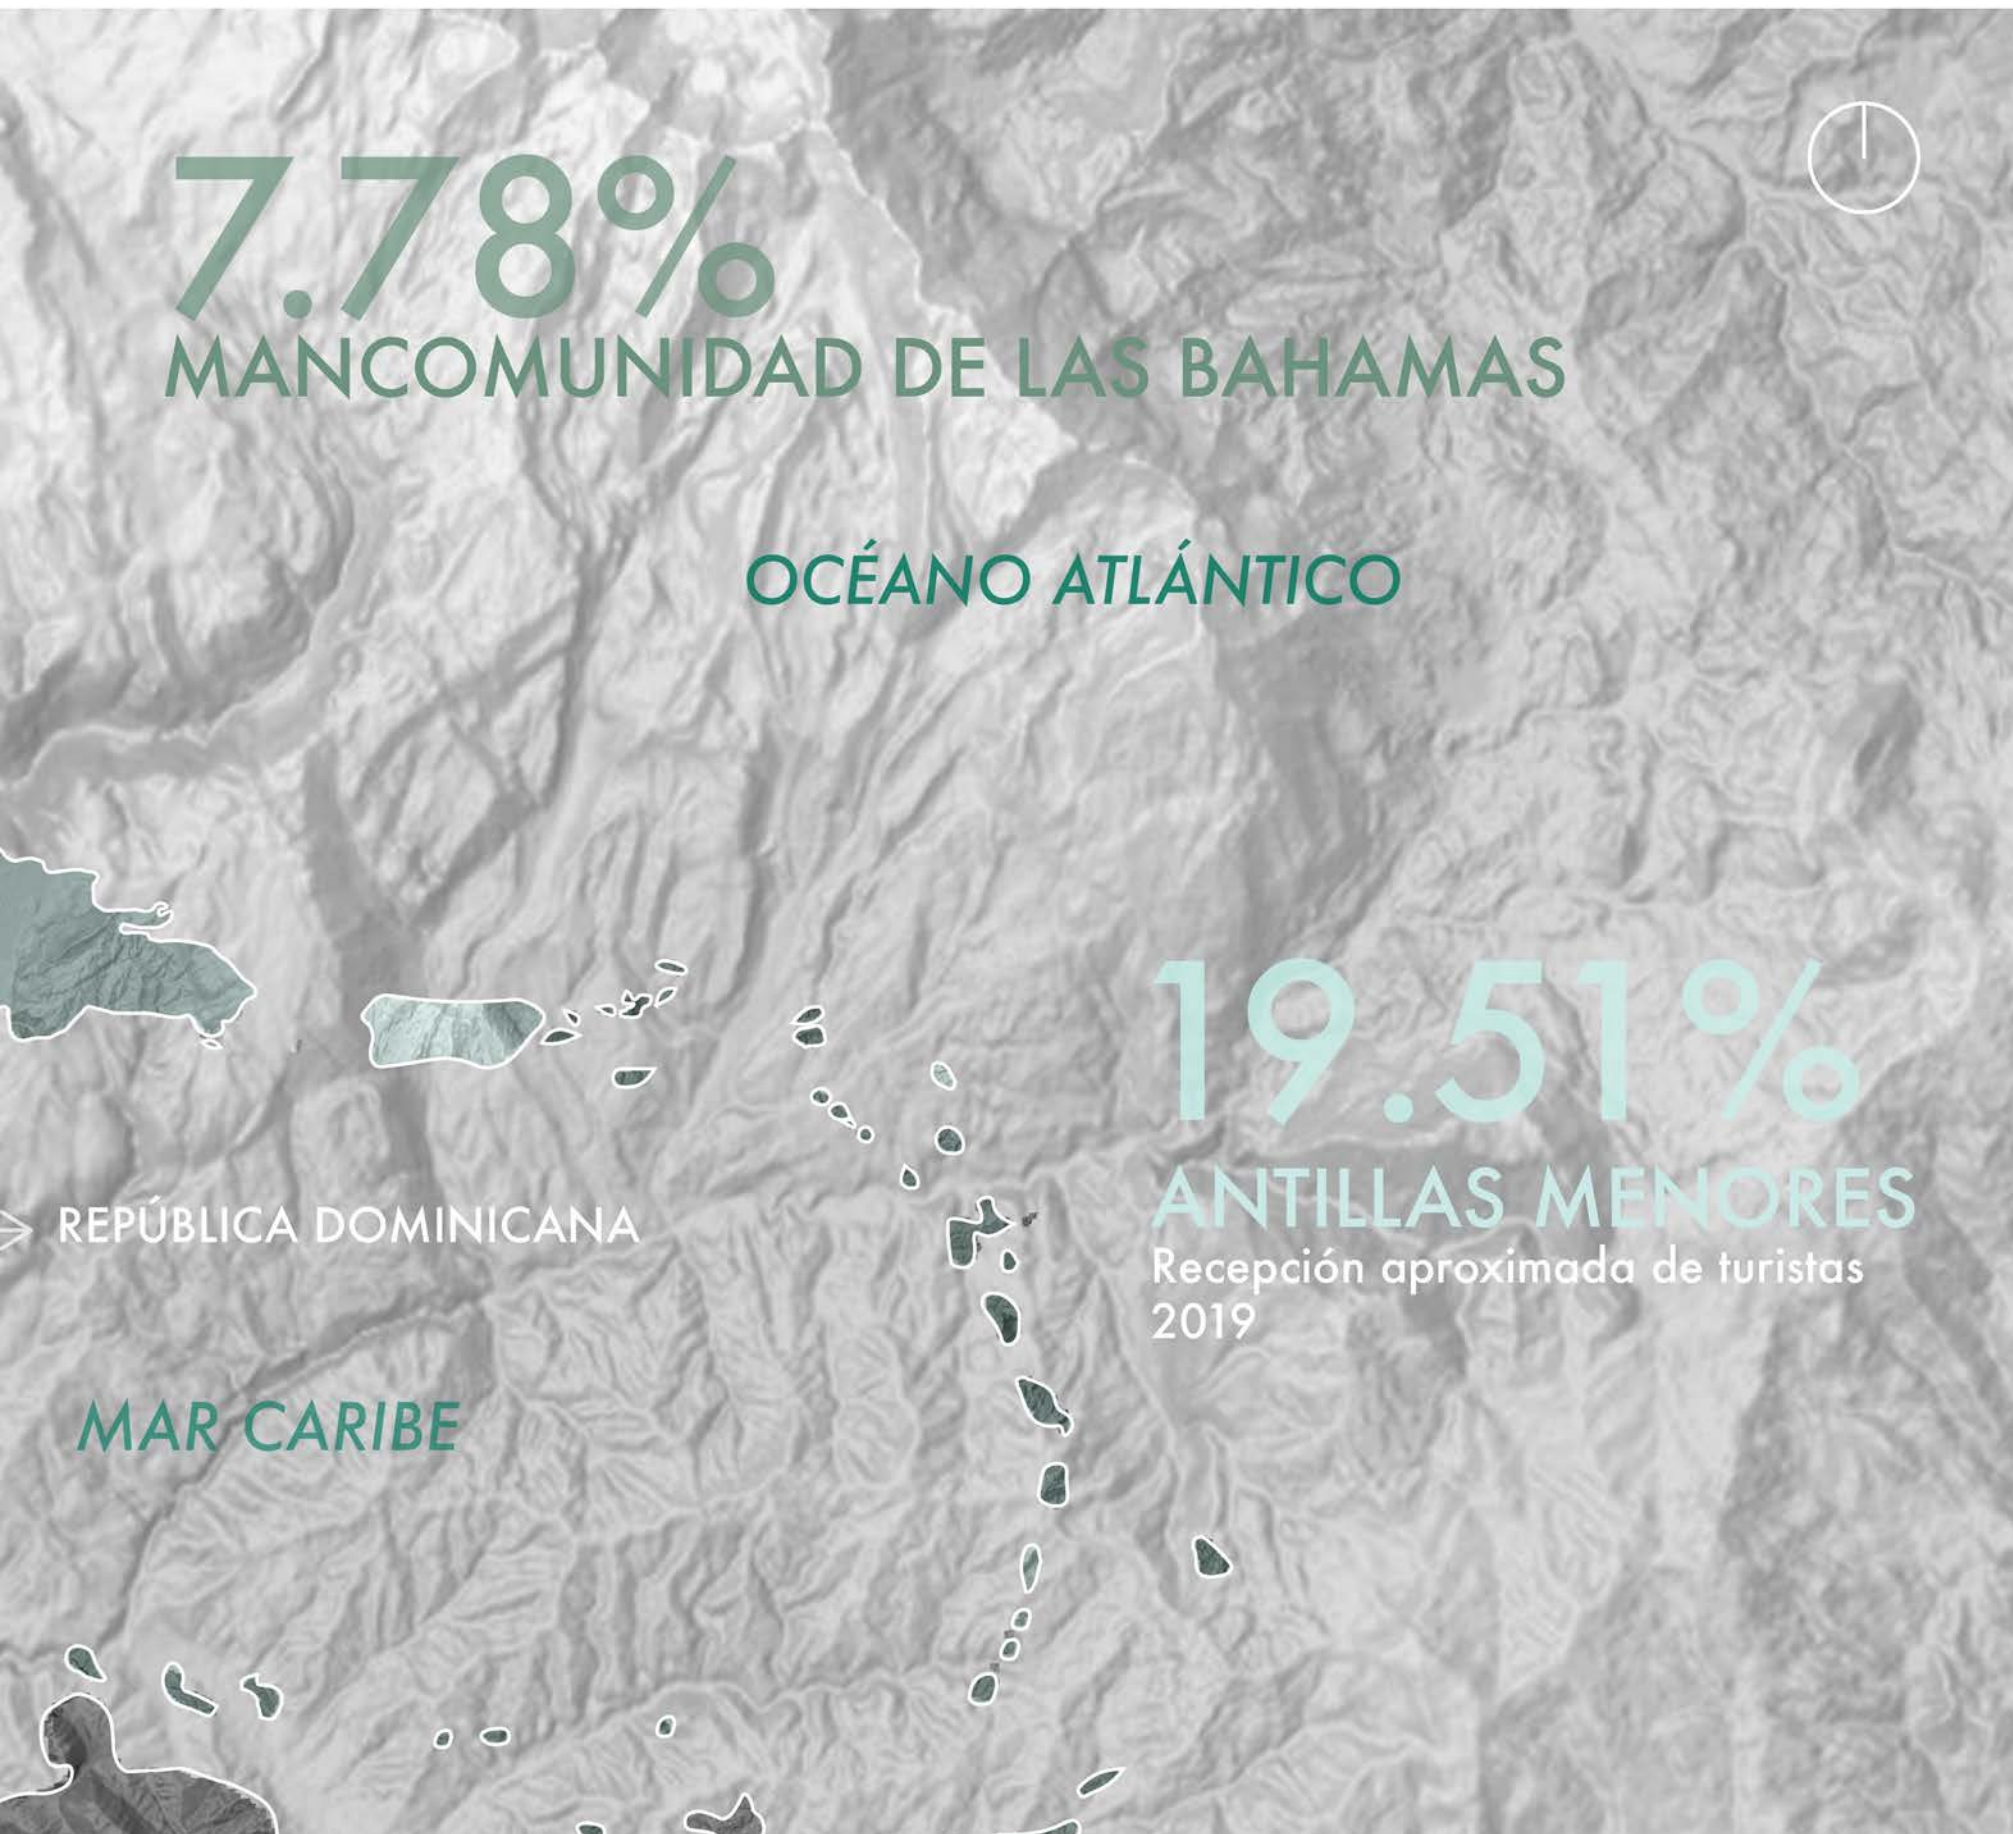 7.78%
MANCOMUNIDAD DE LAS BAHAMAS
OCÉANO ATLÁNTICO
19.51%
ANTILLAS MENORES
Recepción aproximada de turistas
2019
REPÚBLICA DOMINICANA
MAR CARIBE